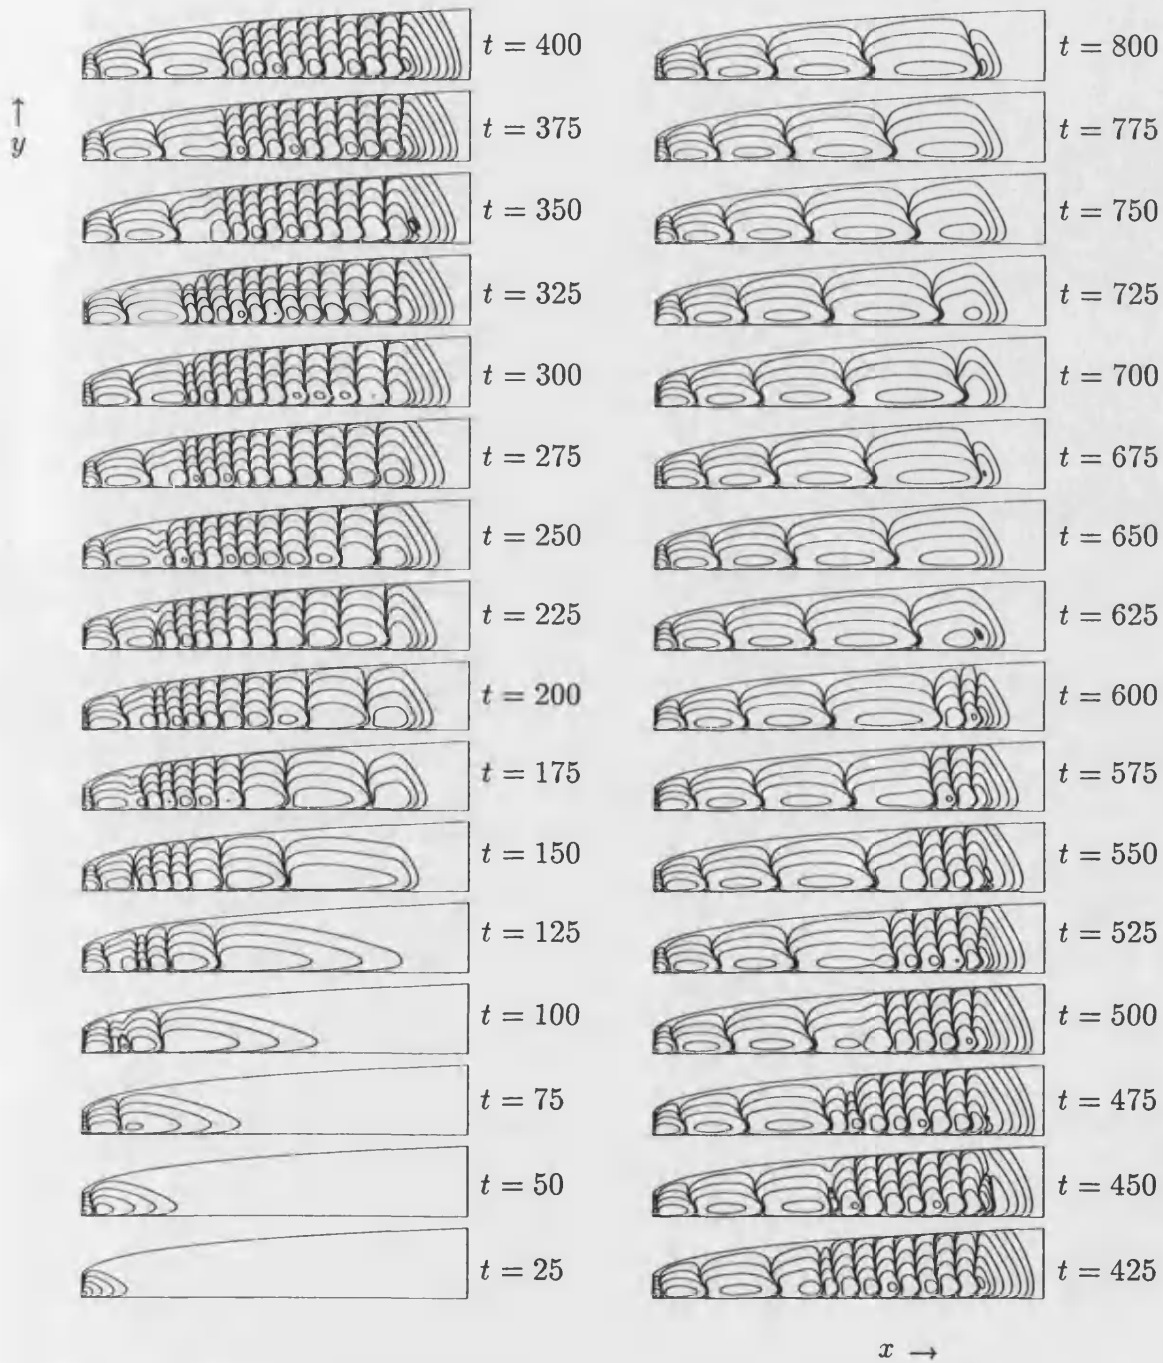 t = 400
t = 375
t = 350
t = 325
t = 300
t = 275
t = 250
t = 225
t = 200
t = 175
t = 150
t = 125
t = 100
t = 75
t = 50
t = 25
↑
y
t = 800
t = 775
t = 750
t = 725
t = 700
t = 675
t = 650
t = 625
t = 600
t = 575
t = 550
t = 525
t = 500
t = 475
t = 450
t = 425
x →